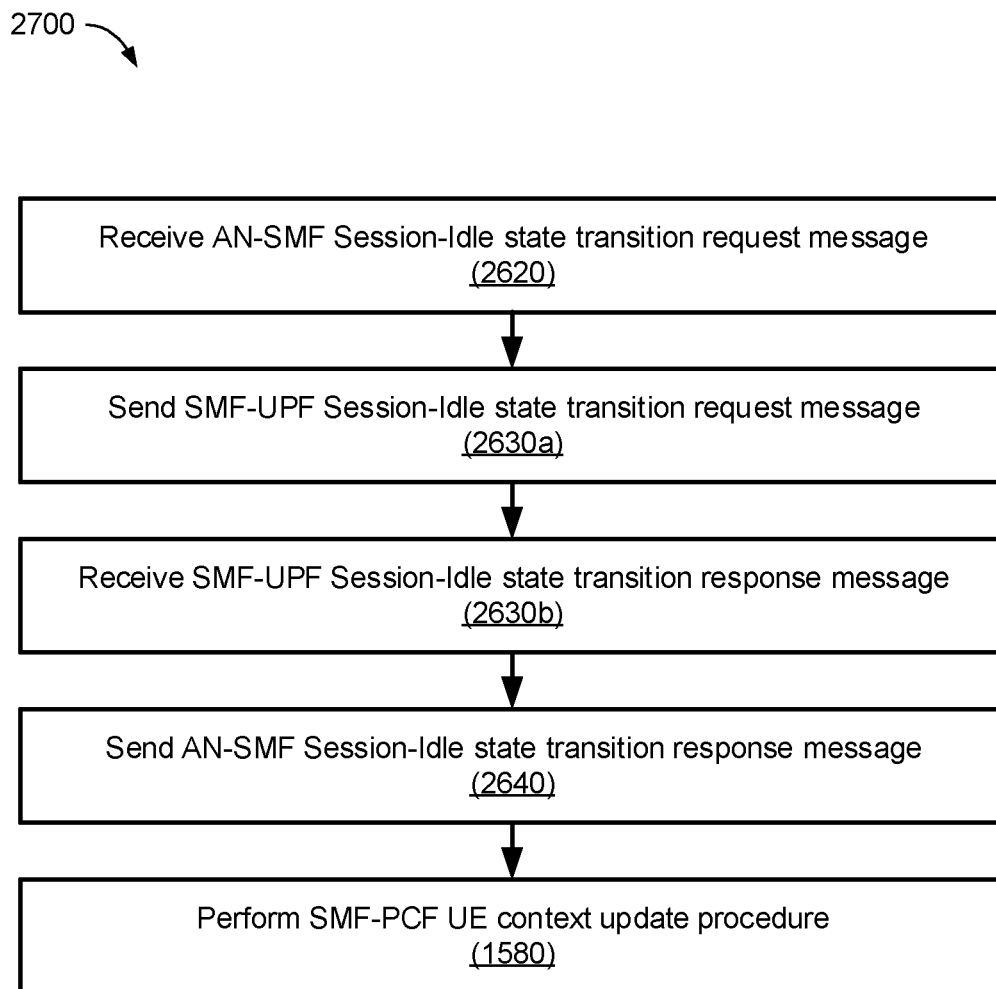 2700
Receive AN-SMF Session-Idle state transition request message
(2620)
Send SMF-UPF Session-Idle state transition request message
(2630a)
Receive SMF-UPF Session-Idle state transition response message
(2630b)
Send AN-SMF Session-Idle state transition response message
(2640)
Perform SMF-PCF UE context update procedure
(1580)